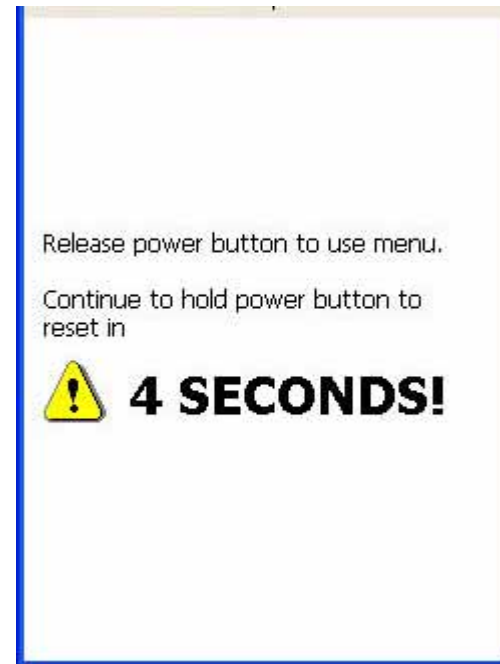 Release power button to use menu.
Continue to hold power button to
reset in
4 SECONDS!